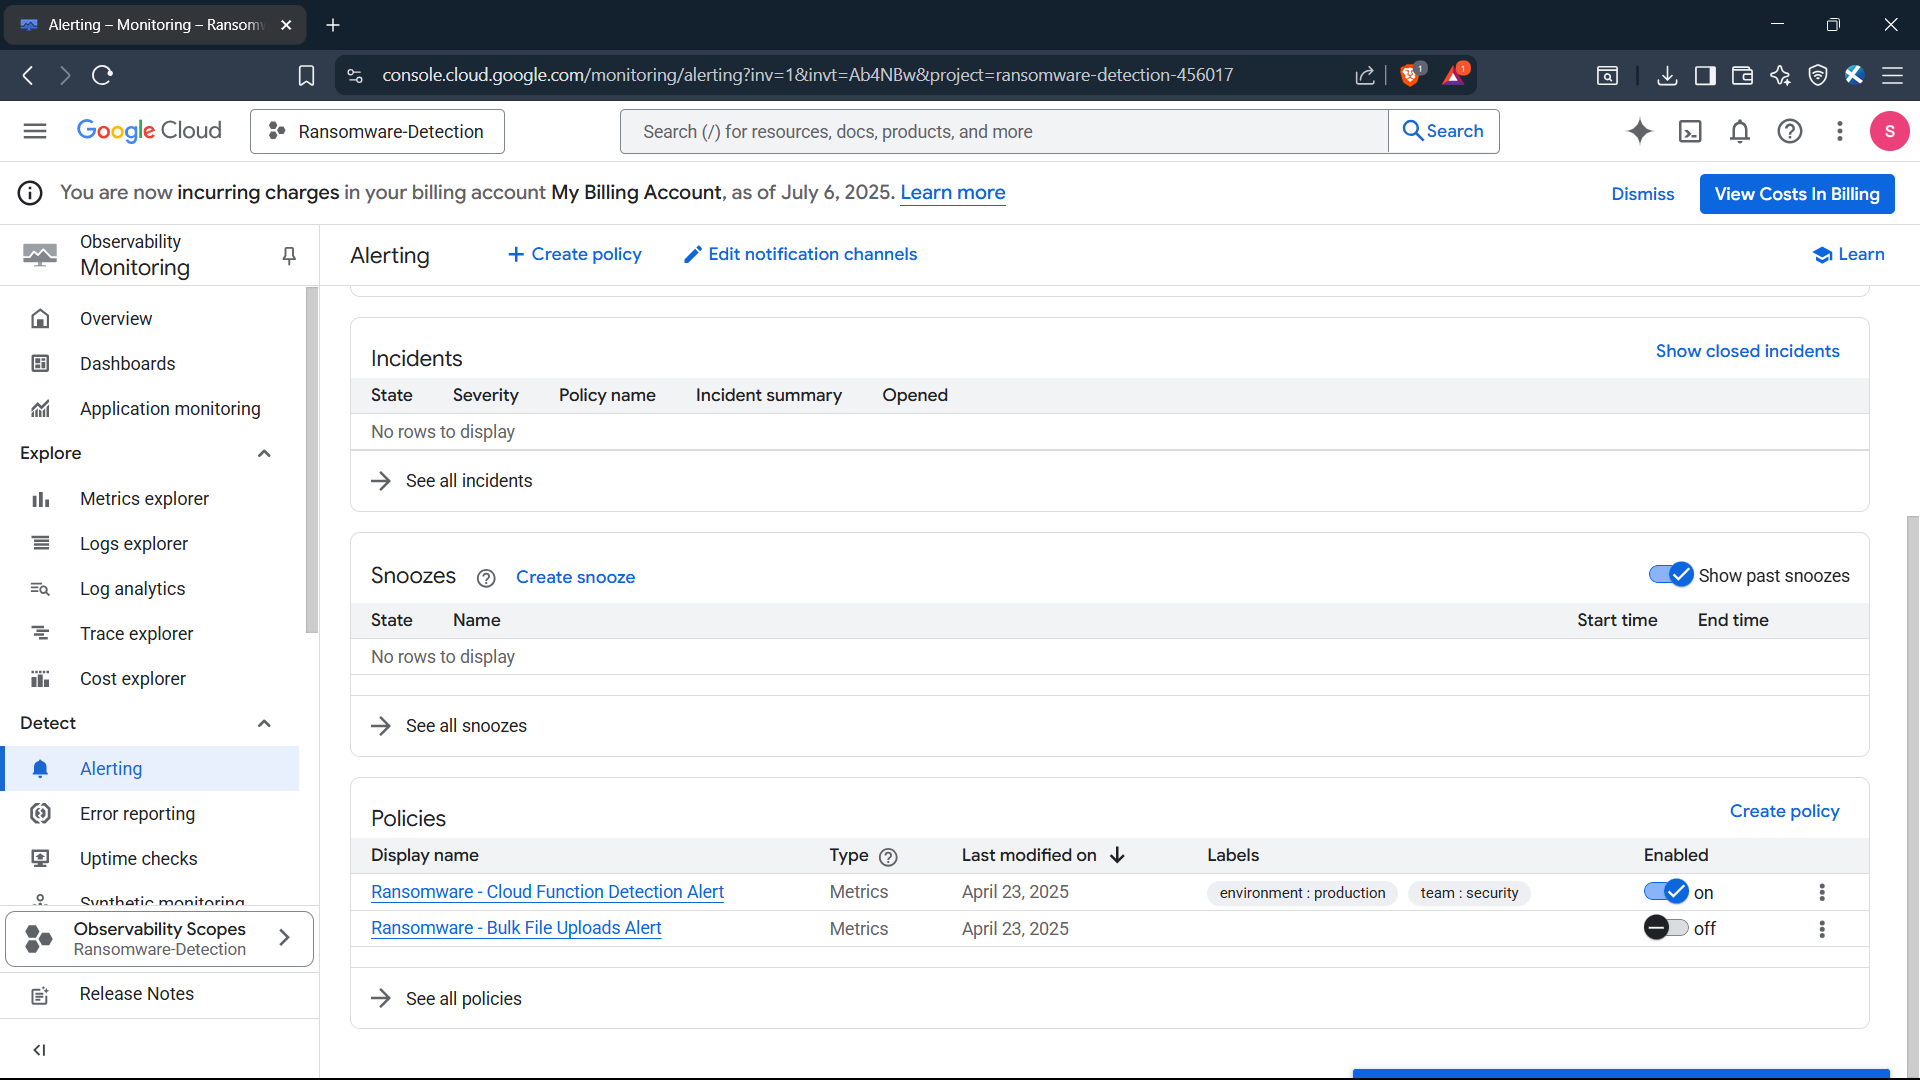 Alerting – Monitoring – Ransomw
console.cloud.google.com/monitoring/alerting?inv=1&invt=Ab4NBw&project=ransomware-detection-456017
1
1
Google Cloud
Ransomware-Detection
Search (/) for resources, docs, products, and more
Search
S
You are now incurring charges in your billing account My Billing Account, as of July 6, 2025. Learn more
Dismiss
View Costs In Billing
Observability
Monitoring
Alerting
Create policy
Edit notification channels
Learn
Overview
Dashboards
Application monitoring
Explore
Metrics explorer
Logs explorer
Log analytics
Trace explorer
Cost explorer
Detect
Alerting
Error reporting
Uptime checks
Synthetic monitoring
Observability Scopes
Ransomware-Detection
Release Notes
Incidents
Show closed incidents
State Severity Policy name Incident summary Opened
No rows to display
See all incidents
Snoozes
Create snooze
Show past snoozes
State Name Start time End time
No rows to display
See all snoozes
Policies
Create policy
Display name Type Last modified on Labels Enabled
Ransomware - Cloud Function Detection Alert Metrics April 23, 2025 environment : production team : security on
Ransomware - Bulk File Uploads Alert Metrics April 23, 2025 off
See all policies